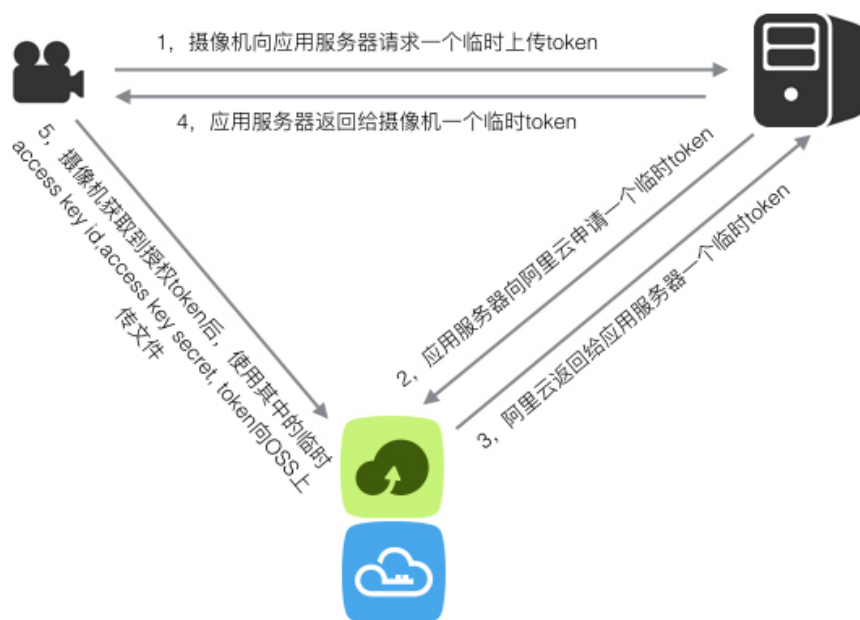 1，摄像机向应用服务器请求一个临时上传token
4，应用服务器返回给摄像机一个临时token
5，摄像机获取到授权token后，使用其中的临时
access key id,access key secret, token向OSS上
传文件
2，应用服务器向阿里云申请一个临时token
3，阿里云返回给应用服务器一个临时token